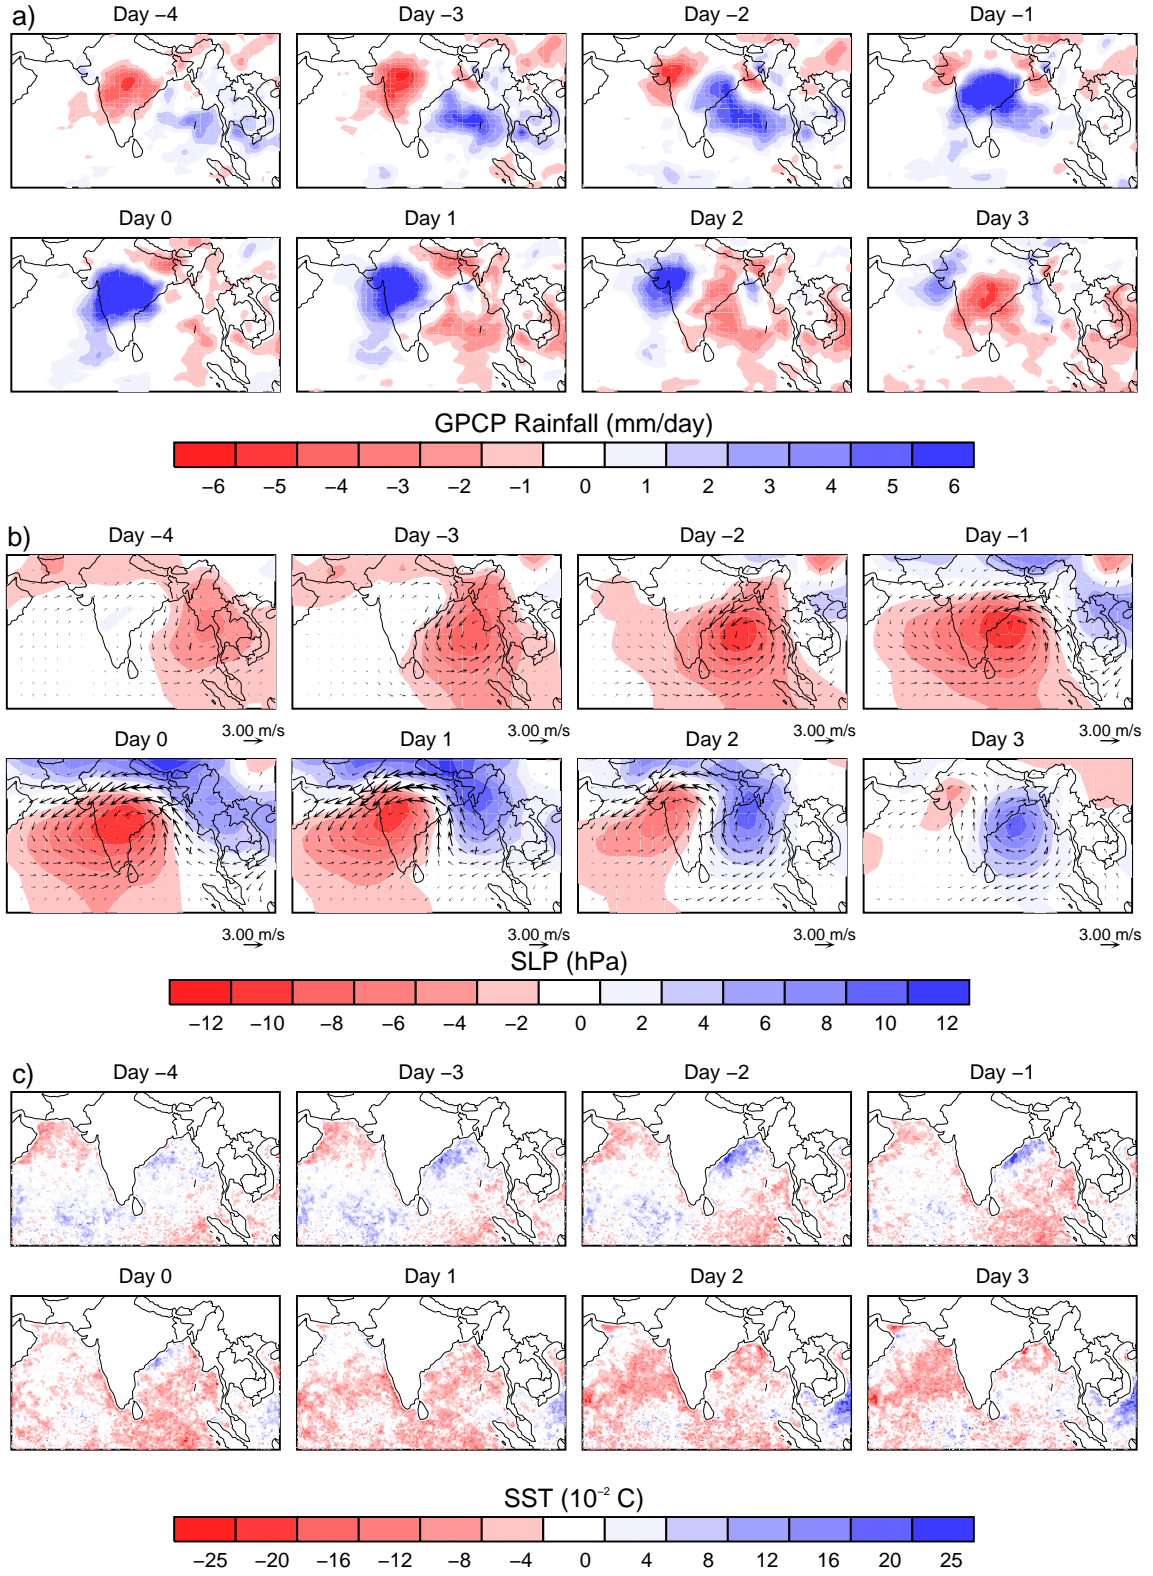 a)
Day −4 Day −3 Day −2 Day −1
Day 0 Day 1 Day 2 Day 3
GPCP Rainfall (mm/day)
−6 −5 −4 −3 −2 −1 0 1 2 3 4 5 6
b)
Day −4 Day −3 Day −2 Day −1
3.00 m/s 3.00 m/s 3.00 m/s 3.00 m/s
Day 0 Day 1 Day 2 Day 3
3.00 m/s 3.00 m/s 3.00 m/s 3.00 m/s
SLP (hPa)
−12 −10 −8 −6 −4 −2 0 2 4 6 8 10 12
c)
Day −4 Day −3 Day −2 Day −1
Day 0 Day 1 Day 2 Day 3
SST (10⁻² C)
−25 −20 −16 −12 −8 −4 0 4 8 12 16 20 25